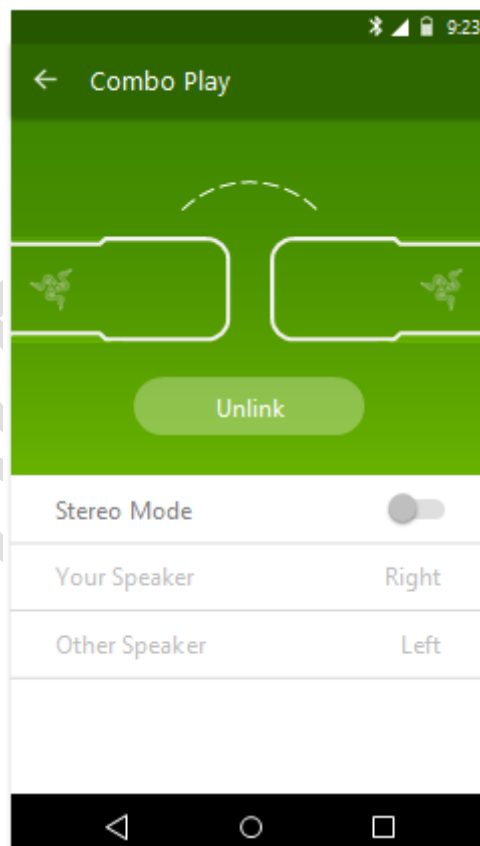 9:23
Combo Play
Unlink
Stereo Mode
Your Speaker Right
Other Speaker Left